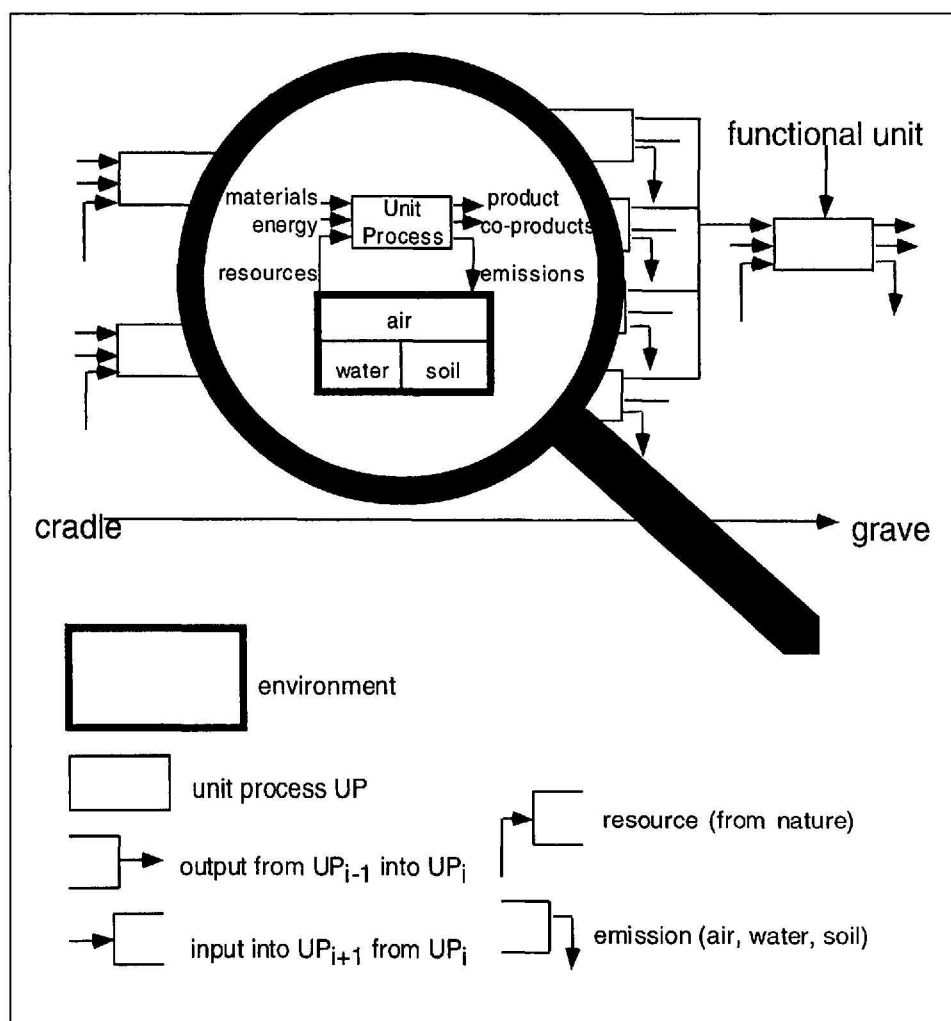 functional unit
materials
energy
resources
Unit
Process
product
co-products
emissions
air
water
soil
cradle
grave
environment
unit process UP
output from UPi-1 into UPi
input into UPi+1 from UPi
resource (from nature)
emission (air, water, soil)